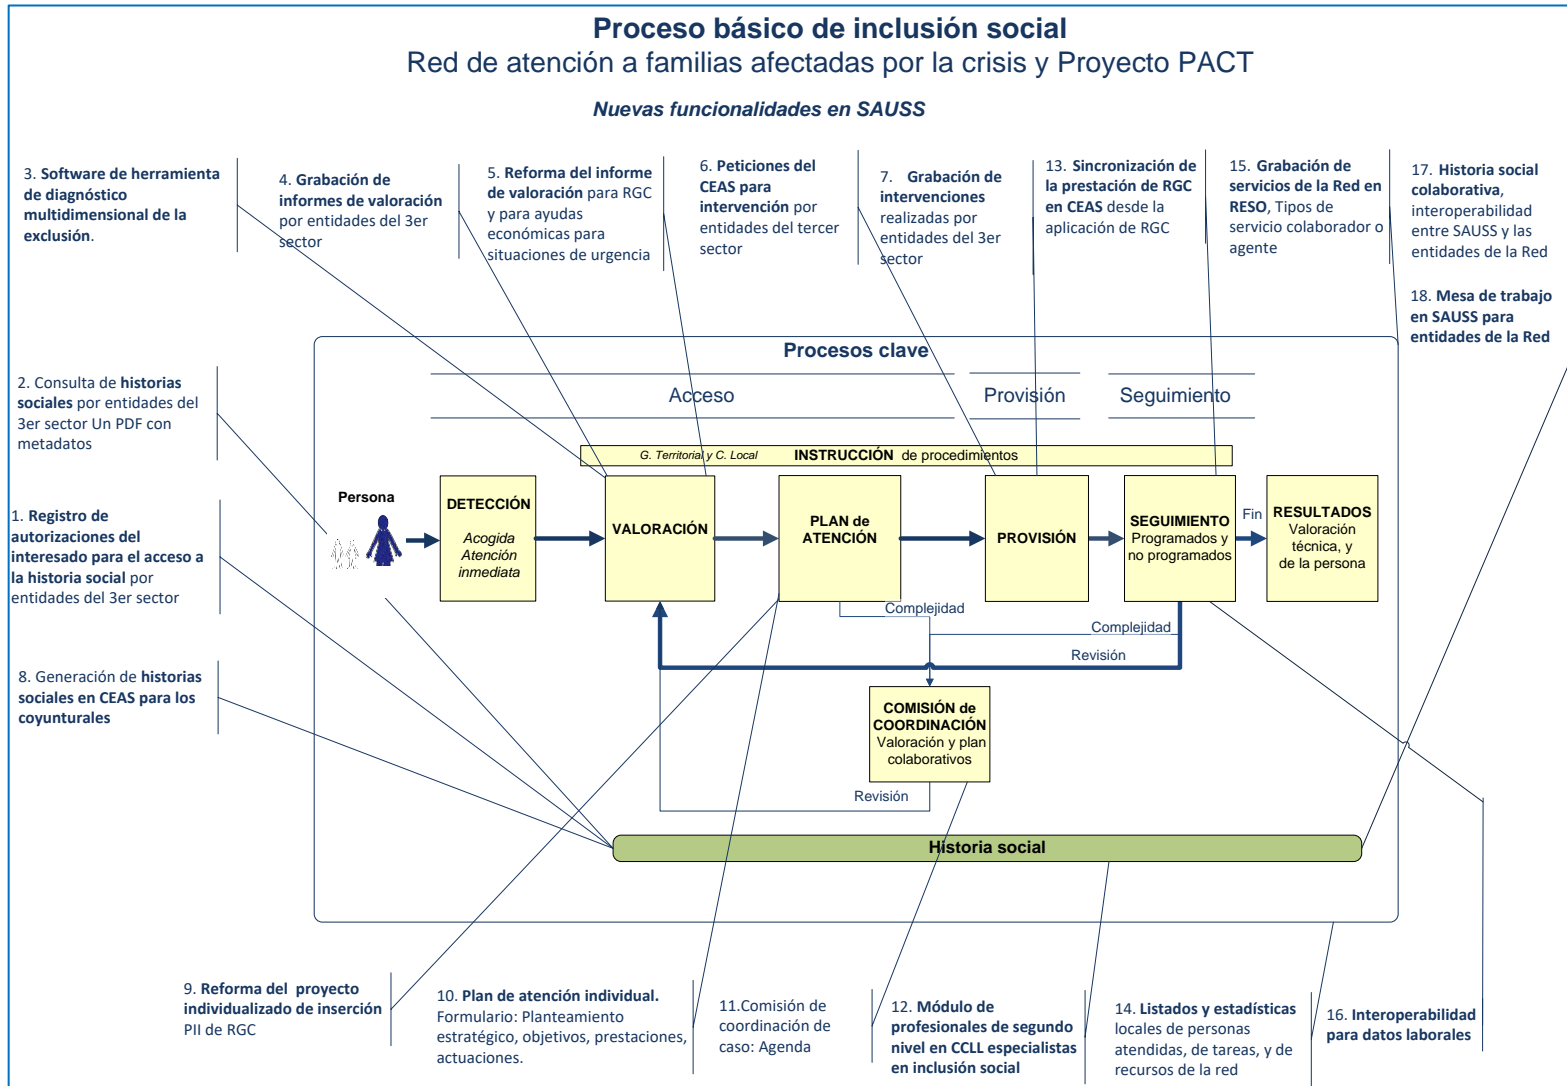 Proceso básico de inclusión social
Red de atención a familias afectadas por la crisis y Proyecto PACT
Nuevas funcionalidades en SAUSS
3. Software de herramienta
de diagnóstico
multidimensional de la
exclusión.
4. Grabación de
informes de valoración
por entidades del 3er
sector
5. Reforma del informe
de valoración para RGC
y para ayudas
económicas para
situaciones de urgencia
6. Peticiones del
CEAS para
intervención por
entidades del tercer
sector
7. Grabación de
intervenciones
realizadas por
entidades del 3er
sector
13. Sincronización de
la prestación de RGC
en CEAS desde la
aplicación de RGC
15. Grabación de
servicios de la Red en
RESO, Tipos de
servicio colaborador o
agente
17. Historia social
colaborativa,
interoperabilidad
entre SAUSS y las
entidades de la Red
18. Mesa de trabajo
en SAUSS para
entidades de la Red
2. Consulta de historias
sociales por entidades del
3er sector Un PDF con
metadatos
1. Registro de
autorizaciones del
interesado para el acceso a
la historia social por
entidades del 3er sector
8. Generación de historias
sociales en CEAS para los
coyunturales
Procesos clave
Acceso
Provisión
Seguimiento
G. Territorial y C. Local INSTRUCCIÓN de procedimientos
Persona
DETECCIÓN
Acogida
Atención
inmediata
VALORACIÓN
PLAN de
ATENCIÓN
PROVISIÓN
SEGUIMIENTO
Programados y
no programados
Fin
RESULTADOS
Valoración
técnica, y
de la persona
Complejidad
Complejidad
Revisión
COMISIÓN de
COORDINACIÓN
Valoración y plan
colaborativos
Revisión
Historia social
9. Reforma del proyecto
individualizado de inserción
PII de RGC
10. Plan de atención individual.
Formulario: Planteamiento
estratégico, objetivos, prestaciones,
actuaciones.
11.Comisión de
coordinación de
caso: Agenda
12. Módulo de
profesionales de segundo
nivel en CCLL especialistas
en inclusión social
14. Listados y estadísticas
locales de personas
atendidas, de tareas, y de
recursos de la red
16. Interoperabilidad
para datos laborales